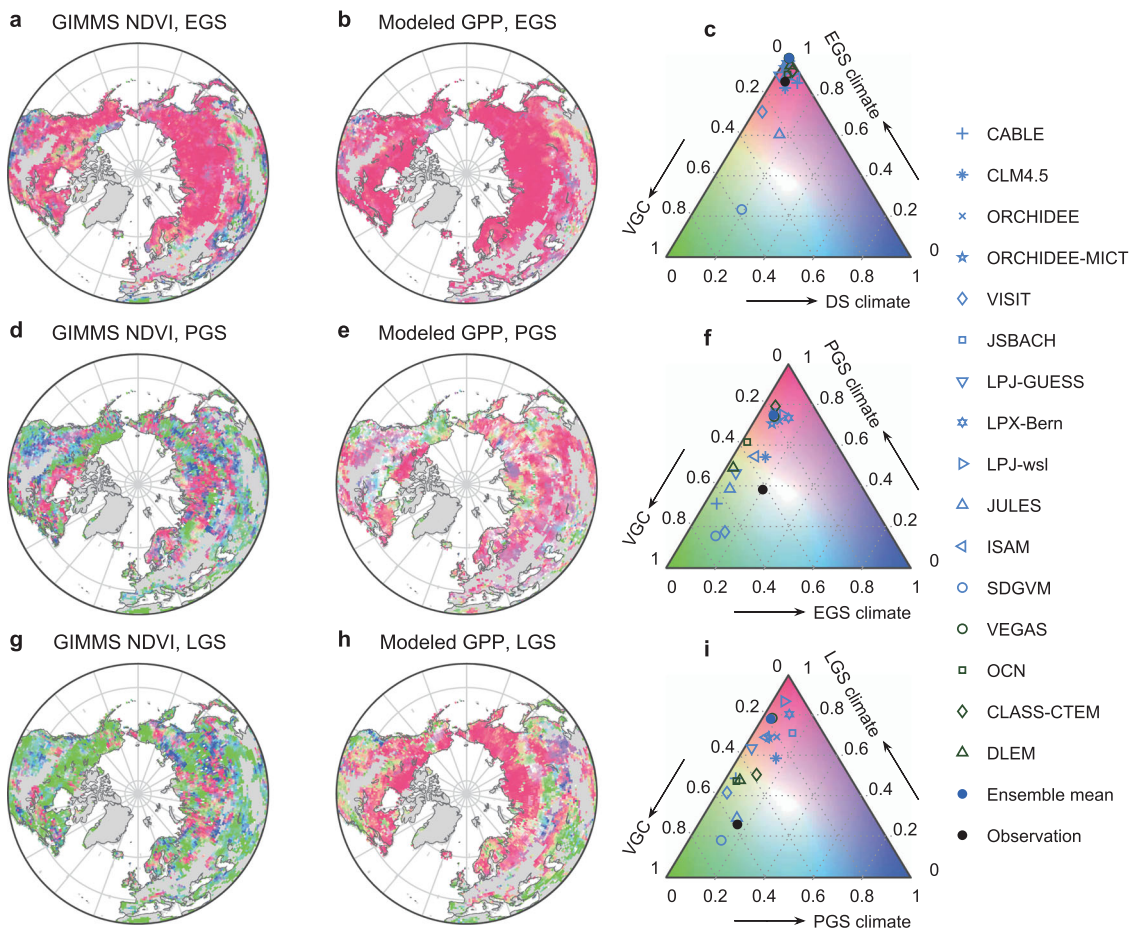 a GIMMS NDVI, EGS
b Modeled GPP, EGS
c
0 1
0.2 0.8
0.4 0.6
0.6 0.4
0.8 0.2
1 0
0 0.2 0.4 0.6 0.8 1
VGC
EGS climate
DS climate
d GIMMS NDVI, PGS
e Modeled GPP, PGS
f
0 1
0.2 0.8
0.4 0.6
0.6 0.4
0.8 0.2
1 0
0 0.2 0.4 0.6 0.8 1
VGC
PGS climate
EGS climate
g GIMMS NDVI, LGS
h Modeled GPP, LGS
i
0 1
0.2 0.8
0.4 0.6
0.6 0.4
0.8 0.2
1 0
0 0.2 0.4 0.6 0.8 1
VGC
LGS climate
PGS climate
CABLE
CLM4.5
ORCHIDEE
ORCHIDEE-MICT
VISIT
JSBACH
LPJ-GUESS
LPX-Bern
LPJ-wsl
JULES
ISAM
SDGVM
VEGAS
OCN
CLASS-CTEM
DLEM
Ensemble mean
Observation